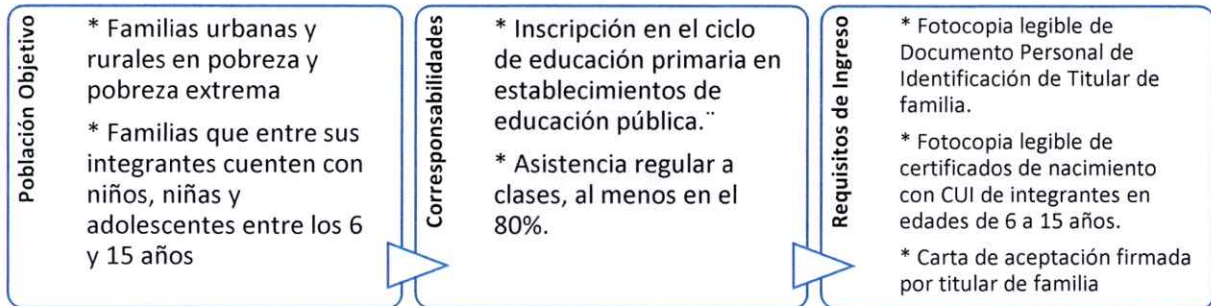 Población Objetivo
* Familias urbanas y
rurales en pobreza y
pobreza extrema
* Familias que entre sus
integrantes cuenten con
niños, niñas y
adolescentes entre los 6
y 15 años
Corresponsabilidades
* Inscripción en el ciclo
de educación primaria en
establecimientos de
educación pública.¨
* Asistencia regular a
clases, al menos en el
80%.
Requisitos de Ingreso
* Fotocopia legible de
Documento Personal de
Identificación de Titular de
familia.
* Fotocopia legible de
certificados de nacimiento
con CUI de integrantes en
edades de 6 a 15 años.
* Carta de aceptación firmada
por titular de familia